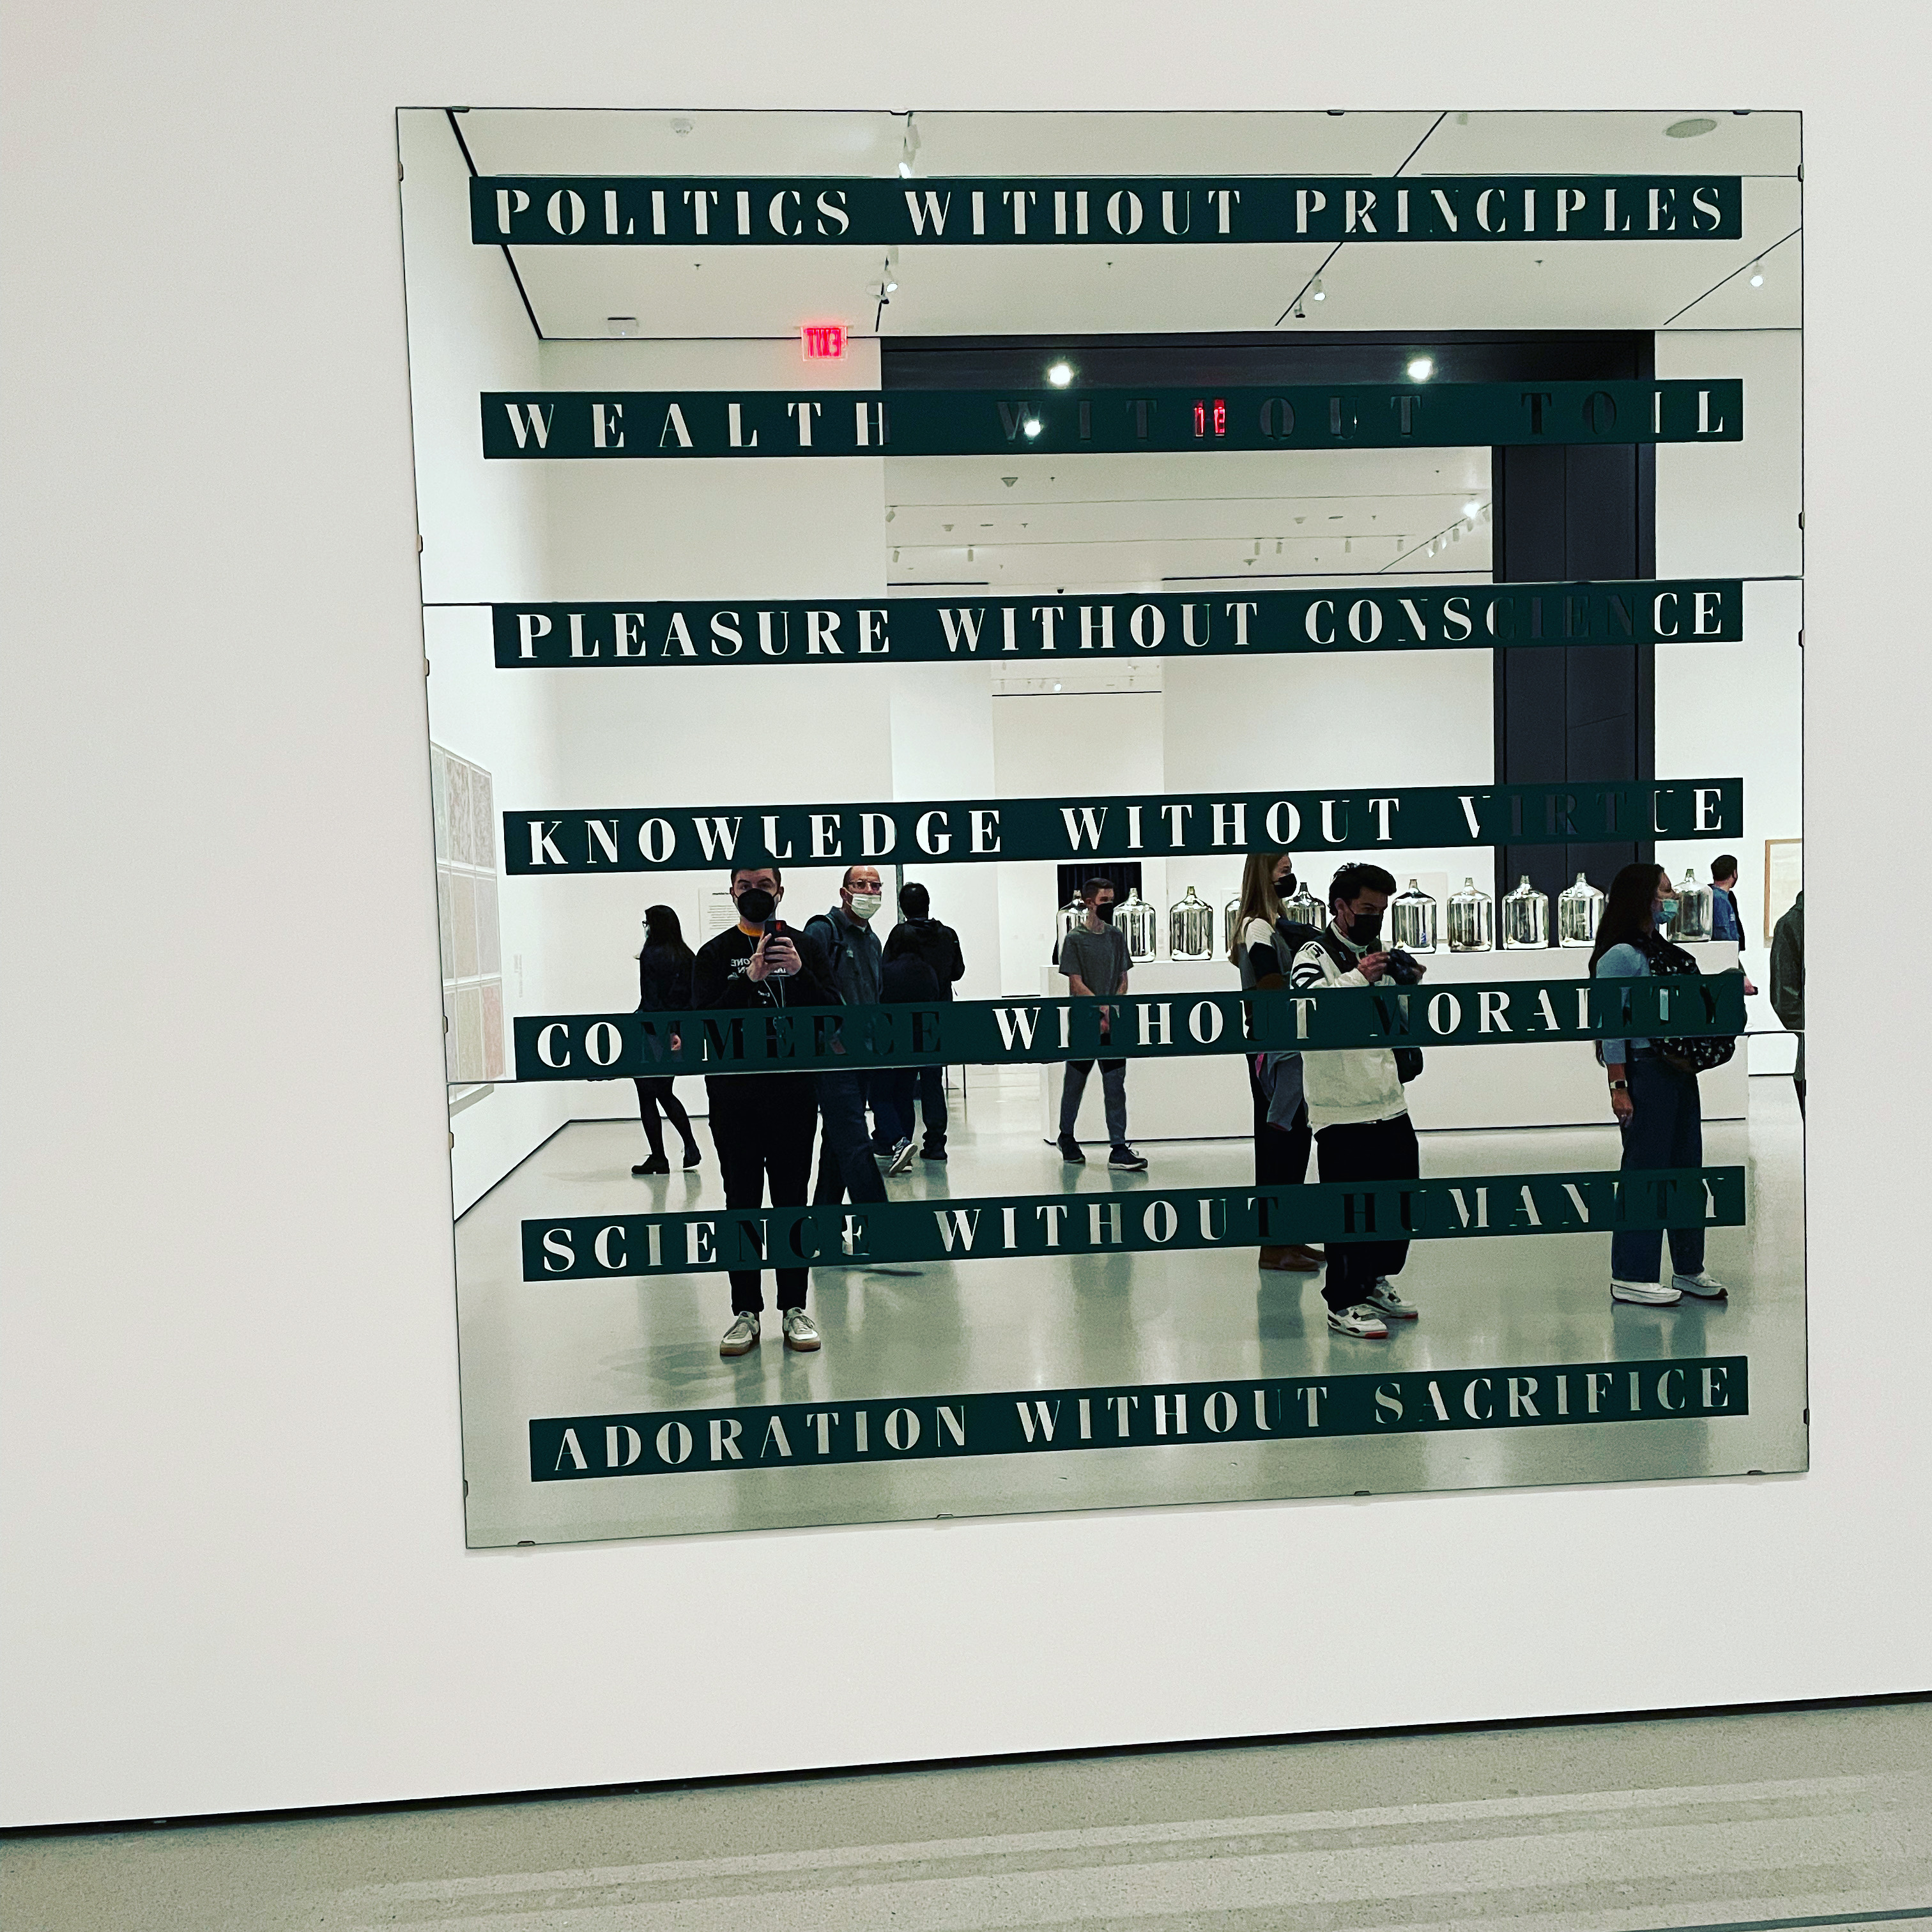 POLITICS WITHOUT PRINCIPLES
EXIT
WEALTH WITHOUT TOIL
PLEASURE WITHOUT CONSCIENCE
KNOWLEDGE WITHOUT VIRTUE
COMMERCE WITHOUT MORALITY
SCIENCE WITHOUT HUMANITY
ADORATION WITHOUT SACRIFICE